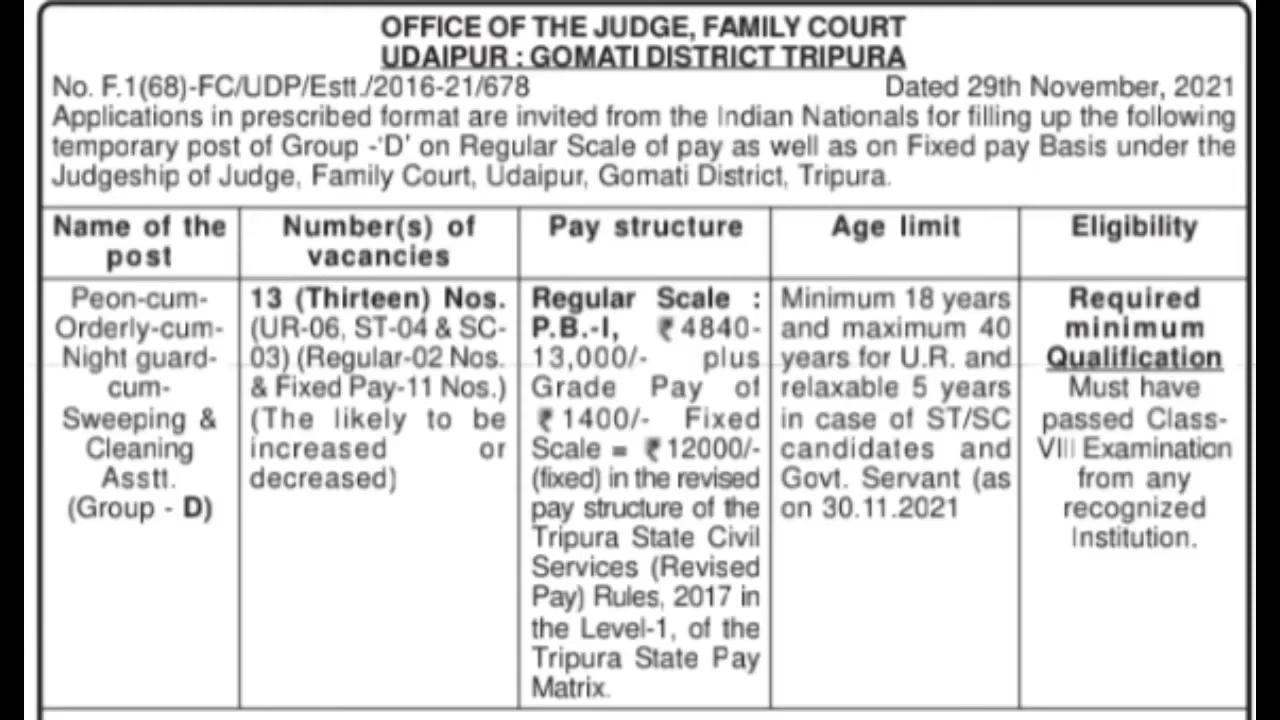 OFFICE OF THE JUDGE, FAMILY COURT
UDAIPUR : GOMATI DISTRICT TRIPURA
No. F.1(68)-FC/UDP/Estt./2016-21/678 Dated 29th November, 2021
Applications in prescribed format are invited from the Indian Nationals for filling up the following
temporary post of Group -'D' on Regular Scale of pay as well as on Fixed pay Basis under the
Judgeship of Judge, Family Court, Udaipur, Gomati District, Tripura.
Name of the
post
Number(s) of
vacancies
Pay structure
Age limit
Eligibility
Peon-cum-
Orderly-cum-
Night guard-
cum-
Sweeping &
Cleaning
Asstt.
(Group - D)
13 (Thirteen) Nos.
(UR-06, ST-04 & SC-
03) (Regular-02 Nos.
& Fixed Pay-11 Nos.)
(The likely to be
increased or
decreased)
Regular Scale :
P.B.-I, ₹ 4840-
13,000/- plus
Grade Pay of
₹ 1400/- Fixed
Scale = ₹ 12000/-
(fixed) in the revised
pay structure of the
Tripura State Civil
Services (Revised
Pay) Rules, 2017 in
the Level-1, of the
Tripura State Pay
Matrix.
Minimum 18 years
and maximum 40
years for U.R. and
relaxable 5 years
in case of ST/SC
candidates and
Govt. Servant (as
on 30.11.2021
Required
minimum
Qualification
Must have
passed Class-
VIII Examination
from any
recognized
Institution.